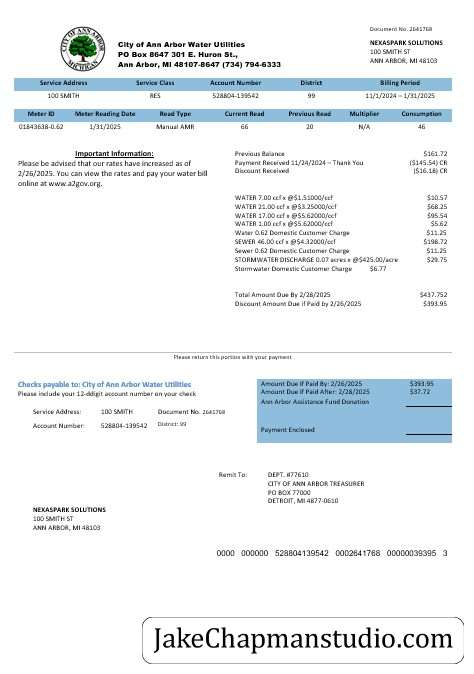 Document No. 2641768
CITY OF ANN ARBOR
MICHIGAN
City of Ann Arbor Water Utilities
PO Box 8647 301 E. Huron St.,
Ann Arbor, MI 48107-8647 (734) 794-6333
NEXASPARK SOLUTIONS
100 SMITH ST
ANN ARBOR, MI 48103
Service Address Service Class Account Number District Billing Period
100 SMITH RES 528804-139542 99 11/1/2024 – 1/31/2025
Meter ID Meter Reading Date Read Type Current Read Previous Read Multiplier Consumption
01843638-0.62 1/31/2025 Manual AMR 66 20 N/A 46
Important Information:
Please be advised that our rates have increased as of
2/26/2025. You can view the rates and pay your water bill
online at www.a2gov.org.
Previous Balance $161.72
Payment Received 11/24/2024 – Thank You ($145.54) CR
Discount Received ($16.18) CR
WATER 7.00 ccf x @$1.51000/ccf $10.57
WATER 21.00 ccf x @$3.25000/ccf $68.25
WATER 17.00 ccf x @$5.62000/ccf $95.54
WATER 1.00 ccf x @$5.62000/ccf $5.62
Water 0.62 Domestic Customer Charge $11.25
SEWER 46.00 ccf x @$4.32000/ccf $198.72
Sewer 0.62 Domestic Customer Charge $11.25
STORMWATER DISCHARGE 0.07 acres x @$425.00/acre $29.75
Stormwater Domestic Customer Charge $6.77
Total Amount Due By 2/28/2025 $437.752
Discount Amount Due if Paid by 2/26/2025 $393.95
Please return this portion with your payment
Checks payable to: City of Ann Arbor Water Utilities
Please include your 12-ddigit account number on your check
Service Address: 100 SMITH Document No. 2641768
Account Number: 528804-139542 District: 99
Amount Due If Paid By: 2/26/2025 $393.95
Amount Due If Paid After: 2/28/2025 $37.72
Ann Arbor Assistance Fund Donation
Payment Enclosed
Remit To: DEPT. #77610
CITY OF ANN ARBOR TREASURER
PO BOX 77000
DETROIT, MI 4877-0610
NEXASPARK SOLUTIONS
100 SMITH ST
ANN ARBOR, MI 48103
0000 000000 528804139542 0002641768 00000039395 3
JakeChapmanstudio.com